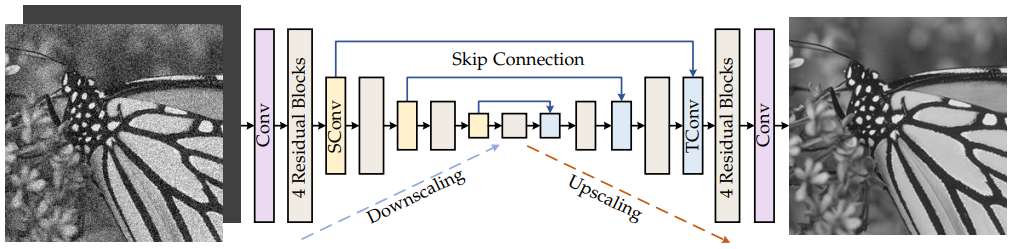 Conv
4 Residual Blocks
SConv
Skip Connection
Downscaling
Upscaling
TConv
4 Residual Blocks
Conv